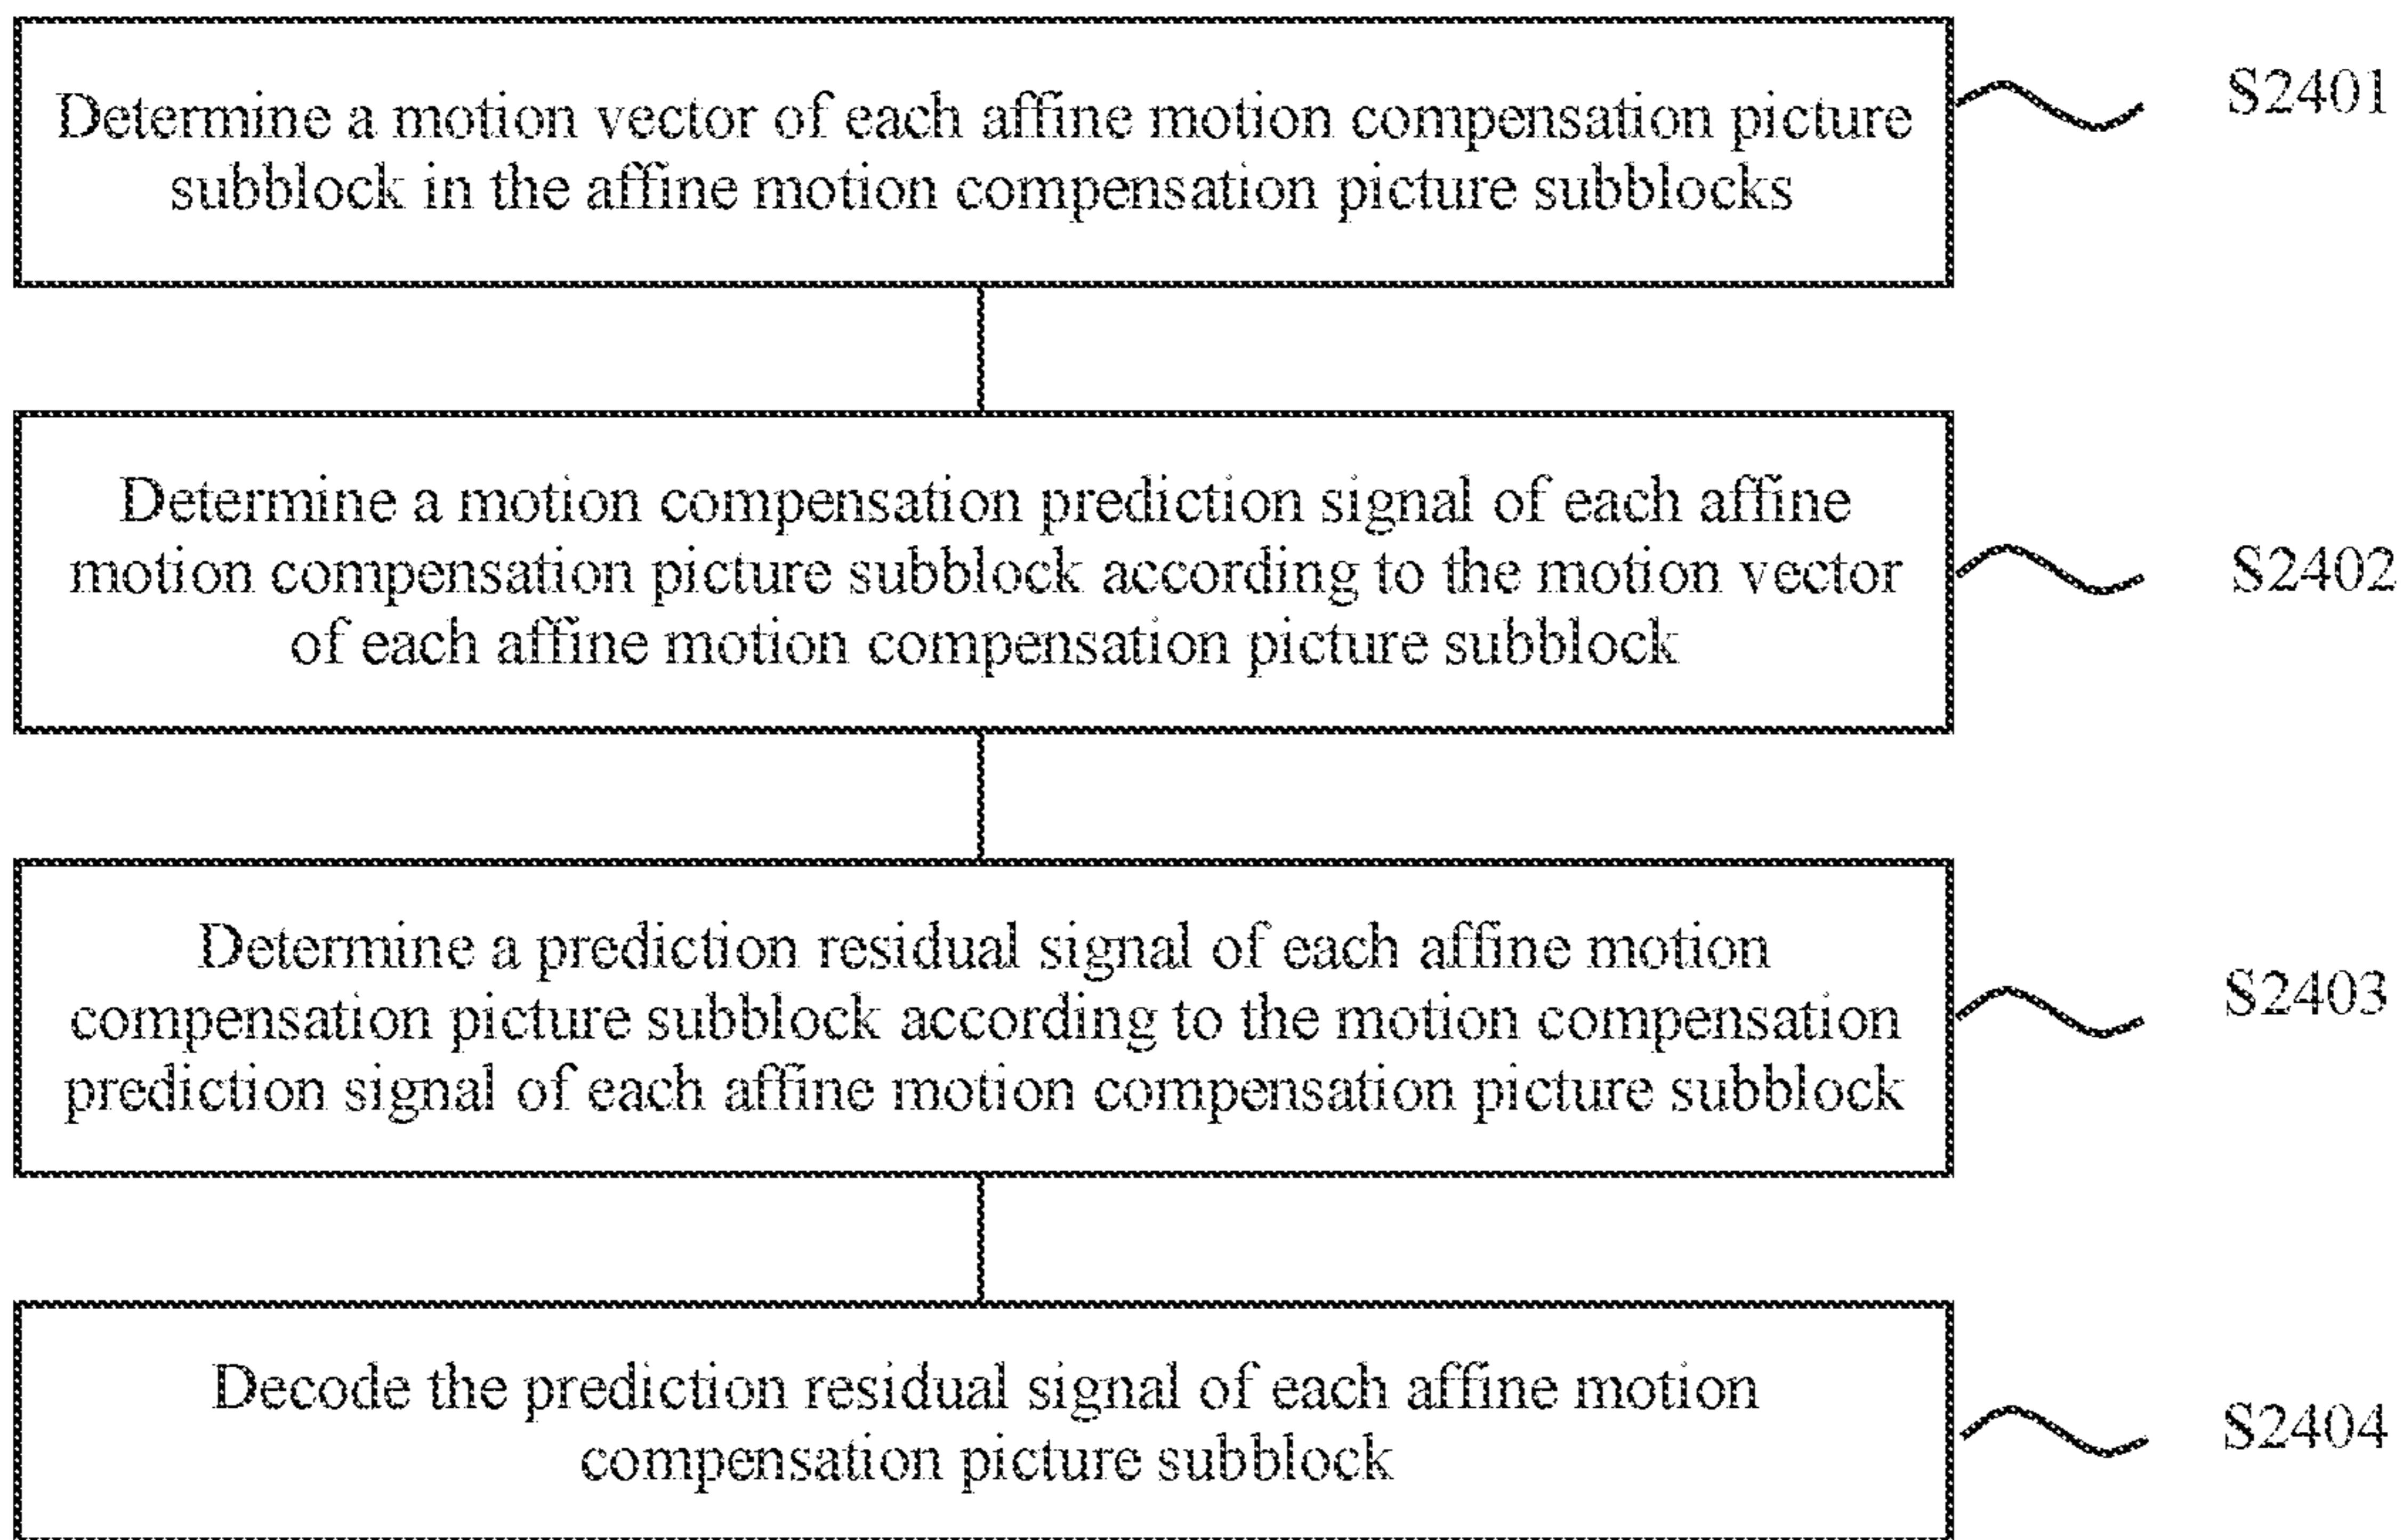 Determine a motion vector of each affine motion compensation picture
subblock in the affine motion compensation picture subblocks
S2401
Determine a motion compensation prediction signal of each affine
motion compensation picture subblock according to the motion vector
of each affine motion compensation picture subblock
S2402
Determine a prediction residual signal of each affine motion
compensation picture subblock according to the motion compensation
prediction signal of each affine motion compensation picture subblock
S2403
Decode the prediction residual signal of each affine motion
compensation picture subblock
S2404